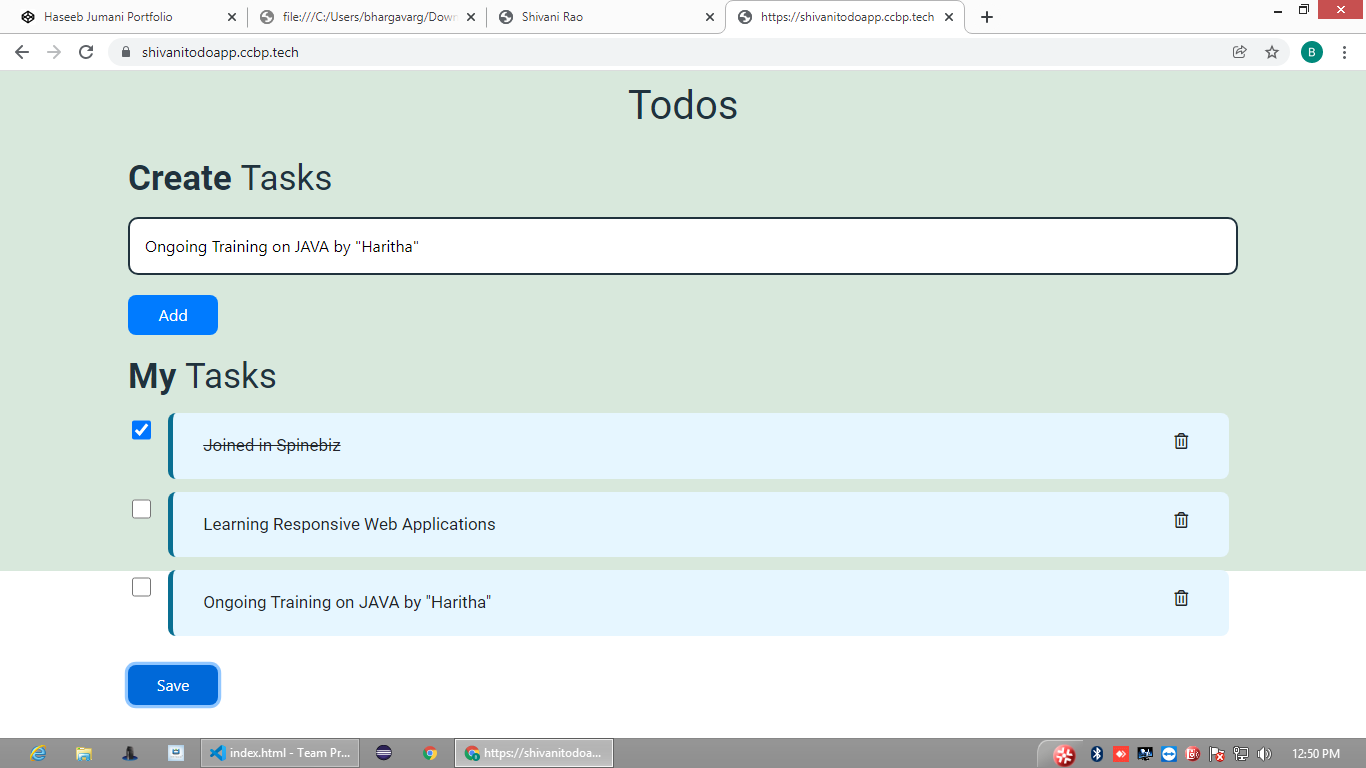 Haseeb Jumani Portfolio
file:///C:/Users/bhargavarg/Down
Shivani Rao
https://shivanitodoapp.ccbp.tech
shivanitodoapp.ccbp.tech
B
Todos
Create Tasks
Ongoing Training on JAVA by "Haritha"
Add
My Tasks
Joined in Spinebiz
Learning Responsive Web Applications
Ongoing Training on JAVA by "Haritha"
Save
index.html - Team Pr...
https://shivanitodoa...
12:50 PM